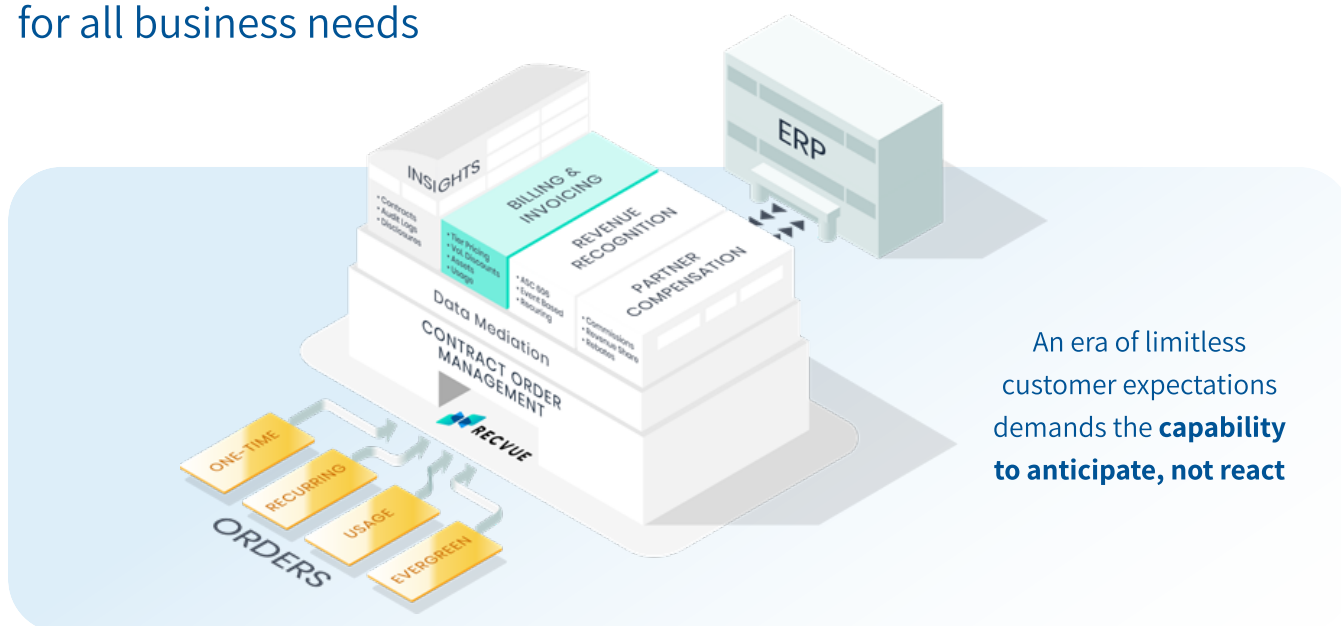 for all business needs
INSIGHTS
• Contracts
• Audit Logs
• Disclosures
BILLING &
INVOICING
• Tier Pricing
• Vol. Discounts
• Assets
• Usage
REVENUE
RECOGNITION
• ASC 606
• Event Based
• Recuring
PARTNER
COMPENSATION
• Commissions
• Revenue Share
• Rebates
ERP
Data Mediation
CONTRACT ORDER
MANAGEMENT
RECVUE
ONE-TIME
RECURRING
USAGE
EVERGREEN
ORDERS
An era of limitless
customer expectations
demands the capability
to anticipate, not react